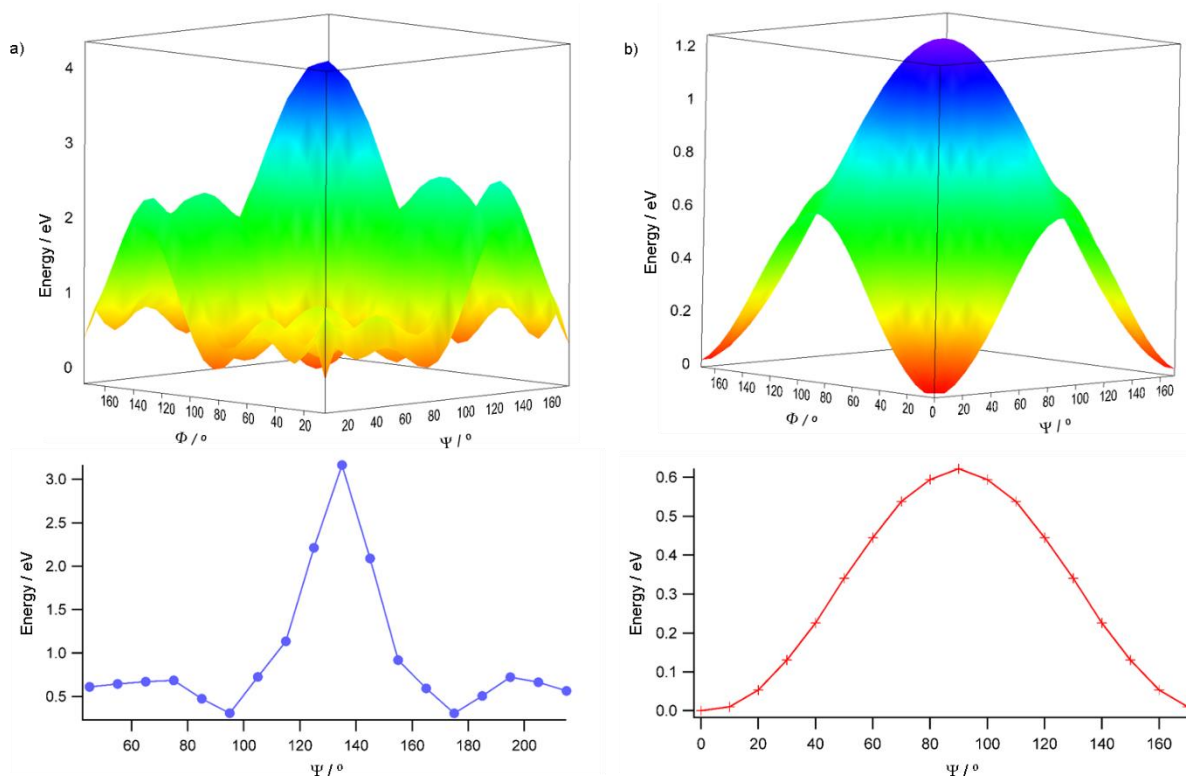 a)
4
3
2
1
0
Energy / eV
160 140 120 100 80 60 40 20 0 20 40 60 80 100 120 140 160
Φ / º
Ψ / º
b)
1.2
1
0.8
0.6
0.4
0.2
0
Energy / eV
160 140 120 100 80 60 40 20 0 20 40 60 80 100 120 140 160
Φ / º
Ψ / º
3.0
2.5
2.0
1.5
1.0
0.5
Energy / eV
60 80 100 120 140 160 180 200
Ψ / º
0.6
0.5
0.4
0.3
0.2
0.1
0.0
Energy / eV
0 20 40 60 80 100 120 140 160
Ψ / º